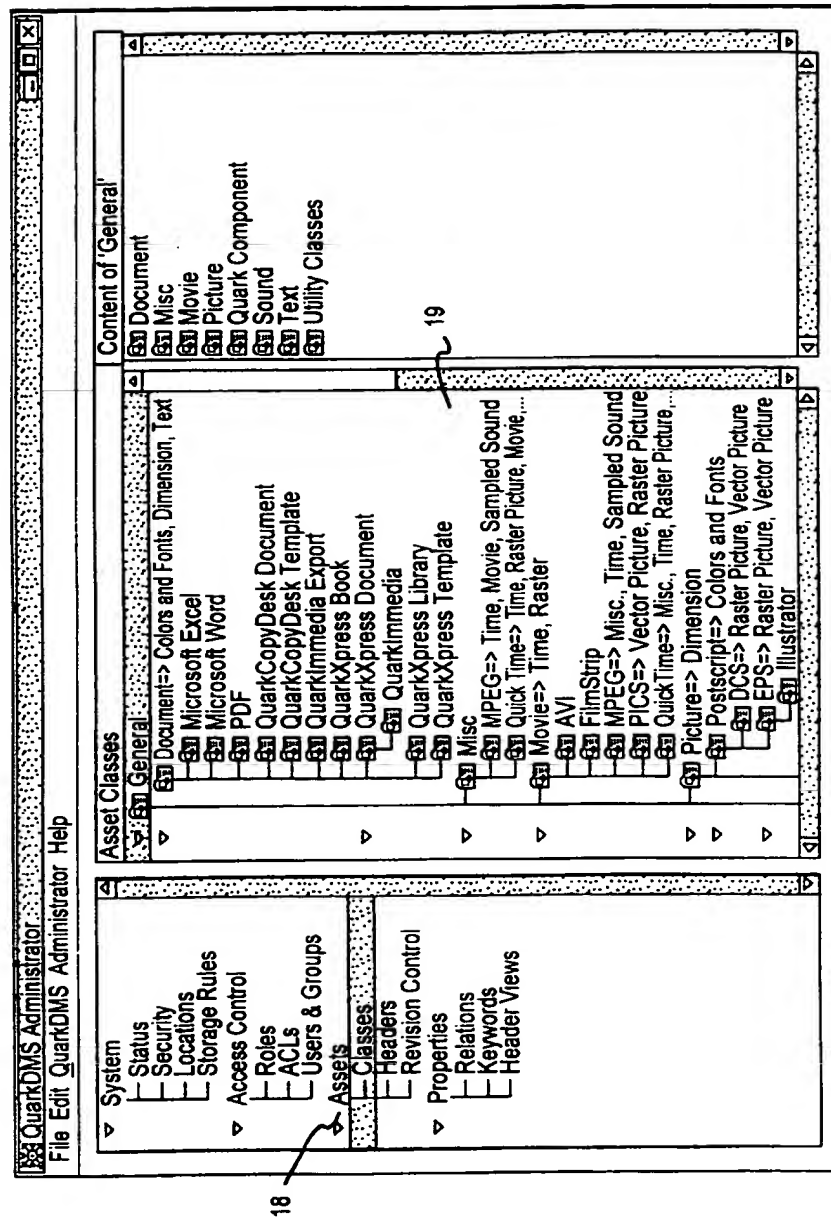 QuarkDMS Administrator
File Edit QuarkDMS Administrator Help
System
Status
Security
Locations
Storage Rules
Access Control
Roles
ACLs
Users & Groups
Assets
Classes
Headers
Revision Control
Properties
Relations
Keywords
Header Views
18
Asset Classes
General
Document=> Colors and Fonts, Dimension, Text
Microsoft Excel
Microsoft Word
PDF
QuarkCopyDesk Document
QuarkCopyDesk Template
QuarkImmedia Export
QuarkXpress Book
QuarkXpress Document
QuarkImmedia
QuarkXpress Library
QuarkXpress Template
Misc
MPEG=> Time, Movie, Sampled Sound
Quick Time=> Time, Raster Picture, Movie,...
Movie=> Time, Raster
AVI
FilmStrip
MPEG=> Misc., Time, Sampled Sound
PICS=> Vector Picture, Raster Picture
QuickTime=> Misc., Time, Raster Picture,...
Picture=> Dimension
Postscript=> Colors and Fonts
DCS=> Raster Picture, Vector Picture
EPS=> Raster Picture, Vector Picture
Illustrator
19
Content of 'General'
Document
Misc
Movie
Picture
Quark Component
Sound
Text
Utility Classes